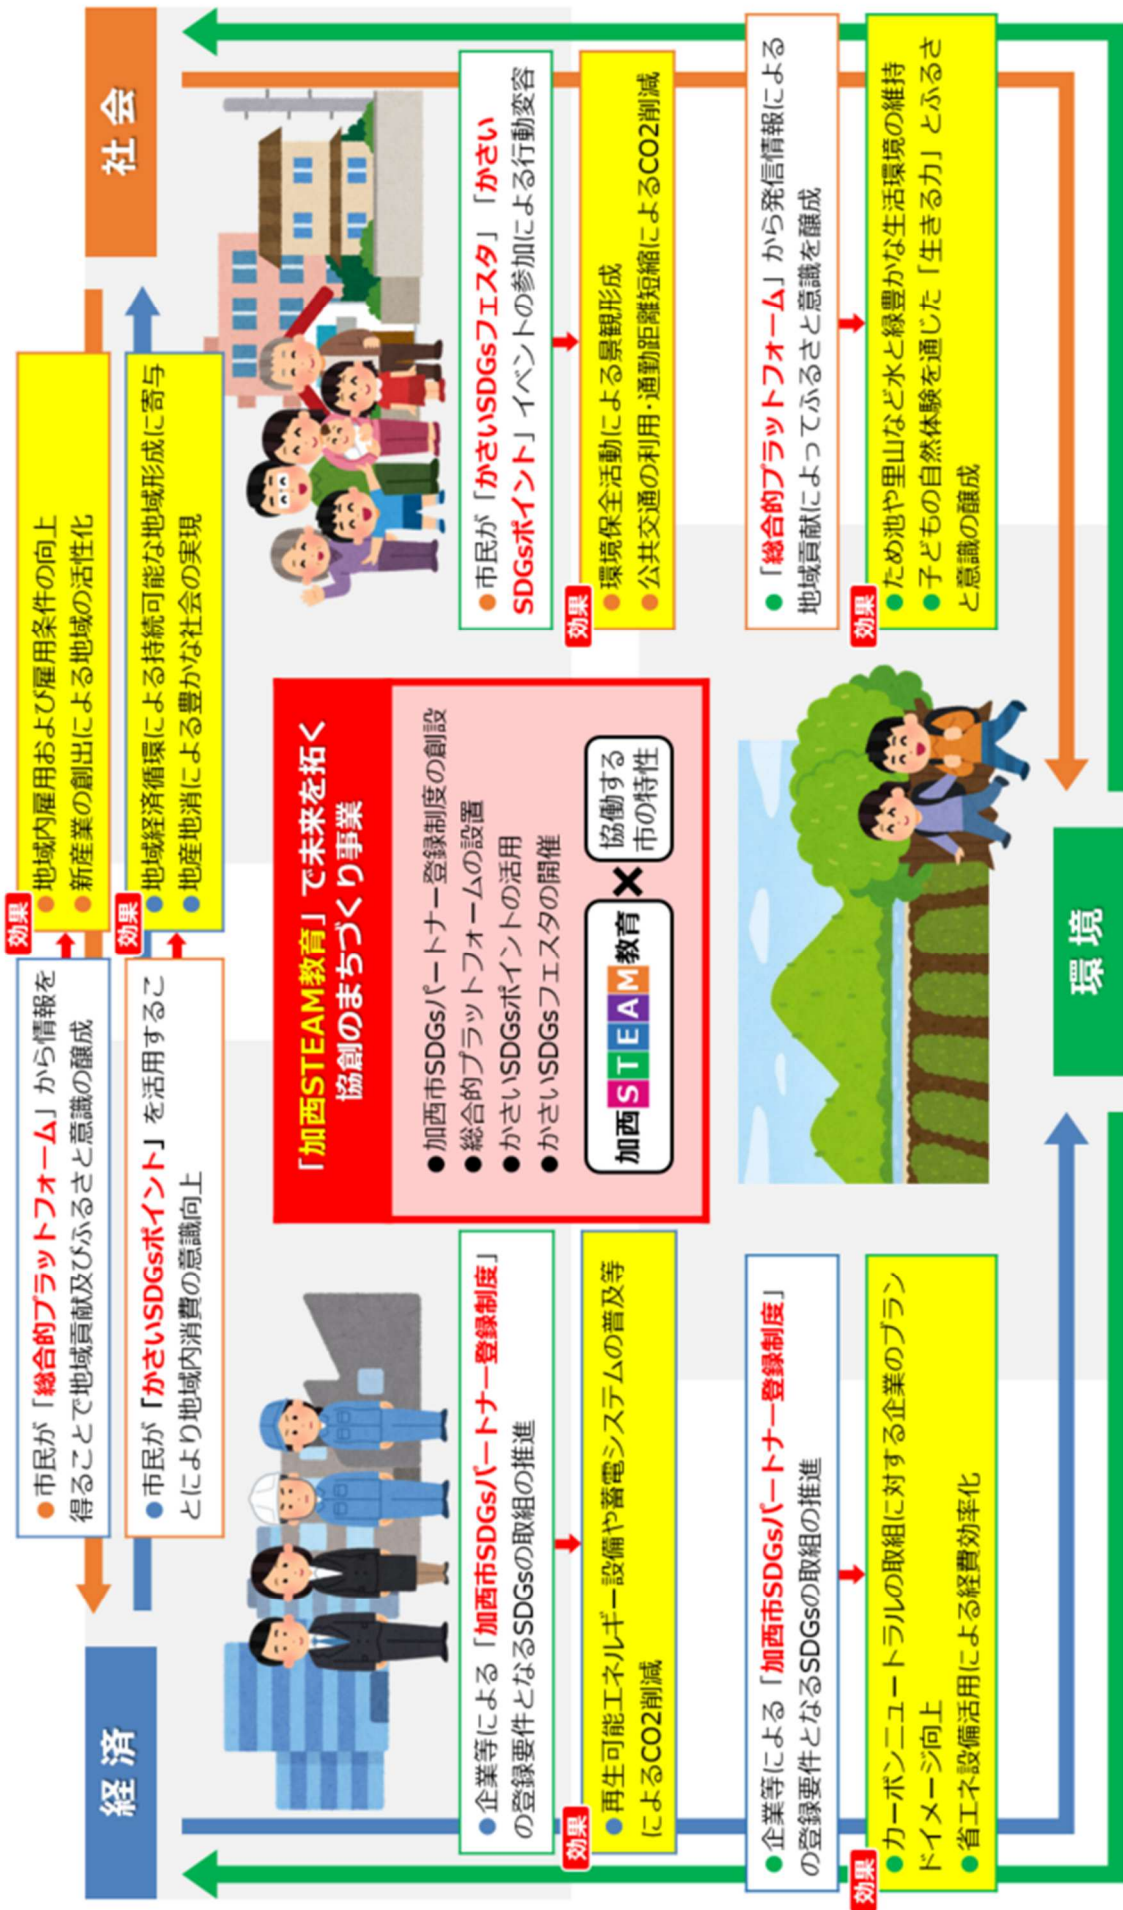 経済
社会
● 市民が「総合的プラットフォーム」から情報を
得ることで地域貢献及びふるさと意識の醸成
効果
● 地域内雇用および雇用条件の向上
● 新産業の創出による地域の活性化
● 市民が「かさいSDGsポイント」を活用するこ
とにより地域内消費の意識向上
効果
● 地域経済循環による持続可能な地域形成に寄与
● 地産地消による豊かな社会の実現
「加西STEAM教育」で未来を拓く
協創のまちづくり事業
● 加西市SDGsパートナー登録制度の創設
● 総合的プラットフォームの設置
● かさいSDGsポイントの活用
● かさいSDGsフェスタの開催
加西STEAM教育
×
協働する
市の特性
● 企業等による「加西市SDGsパートナー登録制度」
の登録要件となるSDGsの取組の推進
効果
● 再生可能エネルギー設備や蓄電システムの普及等
によるCO2削減
● 企業等による「加西市SDGsパートナー登録制度」
の登録要件となるSDGsの取組の推進
効果
● カーボンニュートラルの取組に対する企業のブラン
ドイメージ向上
● 省エネ設備活用による経費効率化
● 市民が「かさいSDGsフェスタ」「かさい
SDGsポイント」イベントの参加による行動変容
効果
● 環境保全活動による景観形成
● 公共交通の利用・通勤距離短縮によるCO2削減
● 「総合的プラットフォーム」から発信情報による
地域貢献によってふるさと意識を醸成
効果
● ため池や里山など水と緑豊かな生活環境の維持
● 子どもの自然体験を通じた「生きる力」とふるさ
と意識の醸成
環境